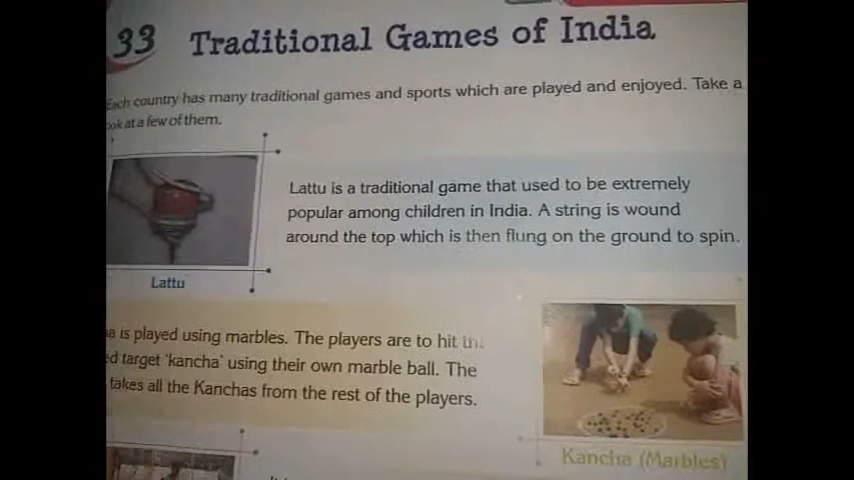 33 Traditional Games of India
Each country has many traditional games and sports which are played and enjoyed. Take a
ok at a few of them.
Lattu is a traditional game that used to be extremely
popular among children in India. A string is wound
around the top which is then flung on the ground to spin.
Lattu
a is played using marbles. The players are to hit the
ed target 'kancha' using their own marble ball. The
takes all the Kanchas from the rest of the players.
Kancha (Marbles)